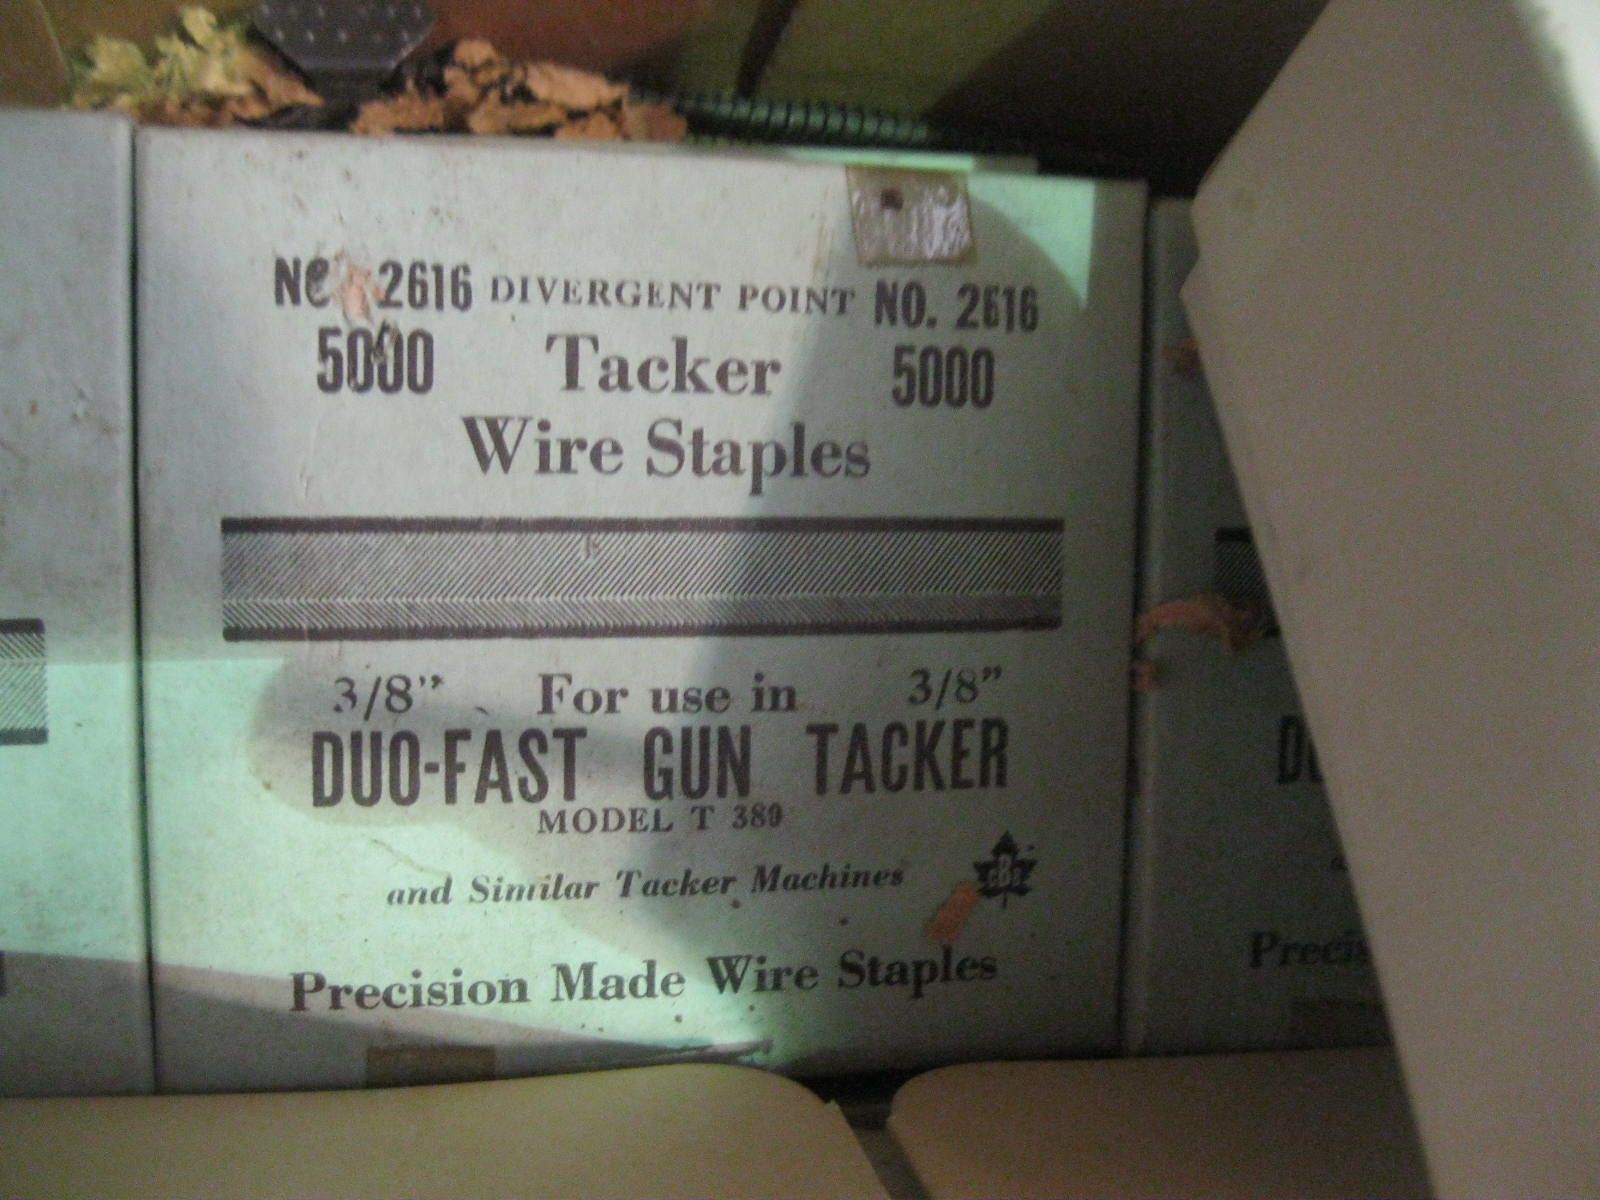 NO. 2616 DIVERGENT POINT NO. 2616
5000 Tacker 5000
Wire Staples
3/8" For use in 3/8"
DUO-FAST GUN TACKER
MODEL T 380
and Similar Tacker Machines
Precision Made Wire Staples